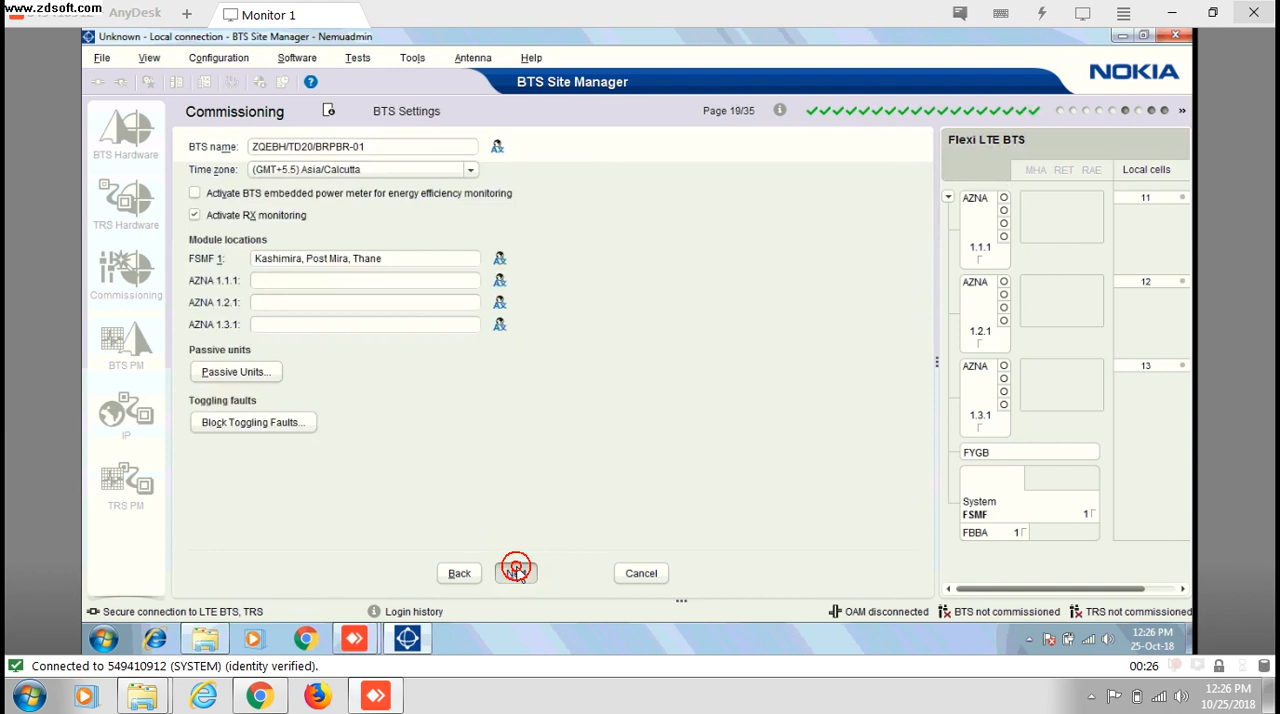 www.zdsoft.com
AnyDesk
Monitor 1
Unknown - Local connection - BTS Site Manager - Nemuadmin
File View Configuration Software Tests Tools Antenna Help
BTS Site Manager
NOKIA
Commissioning
BTS Settings
Page 19/35
»
BTS Hardware
TRS Hardware
Commissioning
BTS PM
IP
TRS PM
BTS name: ZQEBH/TD20/BRPBR-01
Time zone: (GMT+5.5) Asia/Calcutta
Activate BTS embedded power meter for energy efficiency monitoring
Activate RX monitoring
Module locations
FSMF 1: Kashimira, Post Mira, Thane
AZNA 1.1.1:
AZNA 1.2.1:
AZNA 1.3.1:
Passive units
Passive Units...
Toggling faults
Block Toggling Faults...
Back
Cancel
Flexi LTE BTS
MHA RET RAE Local cells
AZNA
11
1.1.1
AZNA
12
1.2.1
AZNA
13
1.3.1
FYGB
System
FSMF 1
FBBA 1
Secure connection to LTE BTS, TRS
Login history
OAM disconnected
BTS not commissioned
TRS not commissioned
12:26 PM
25-Oct-18
Connected to 549410912 (SYSTEM) (identity verified).
00:26
12:26 PM
10/25/2018